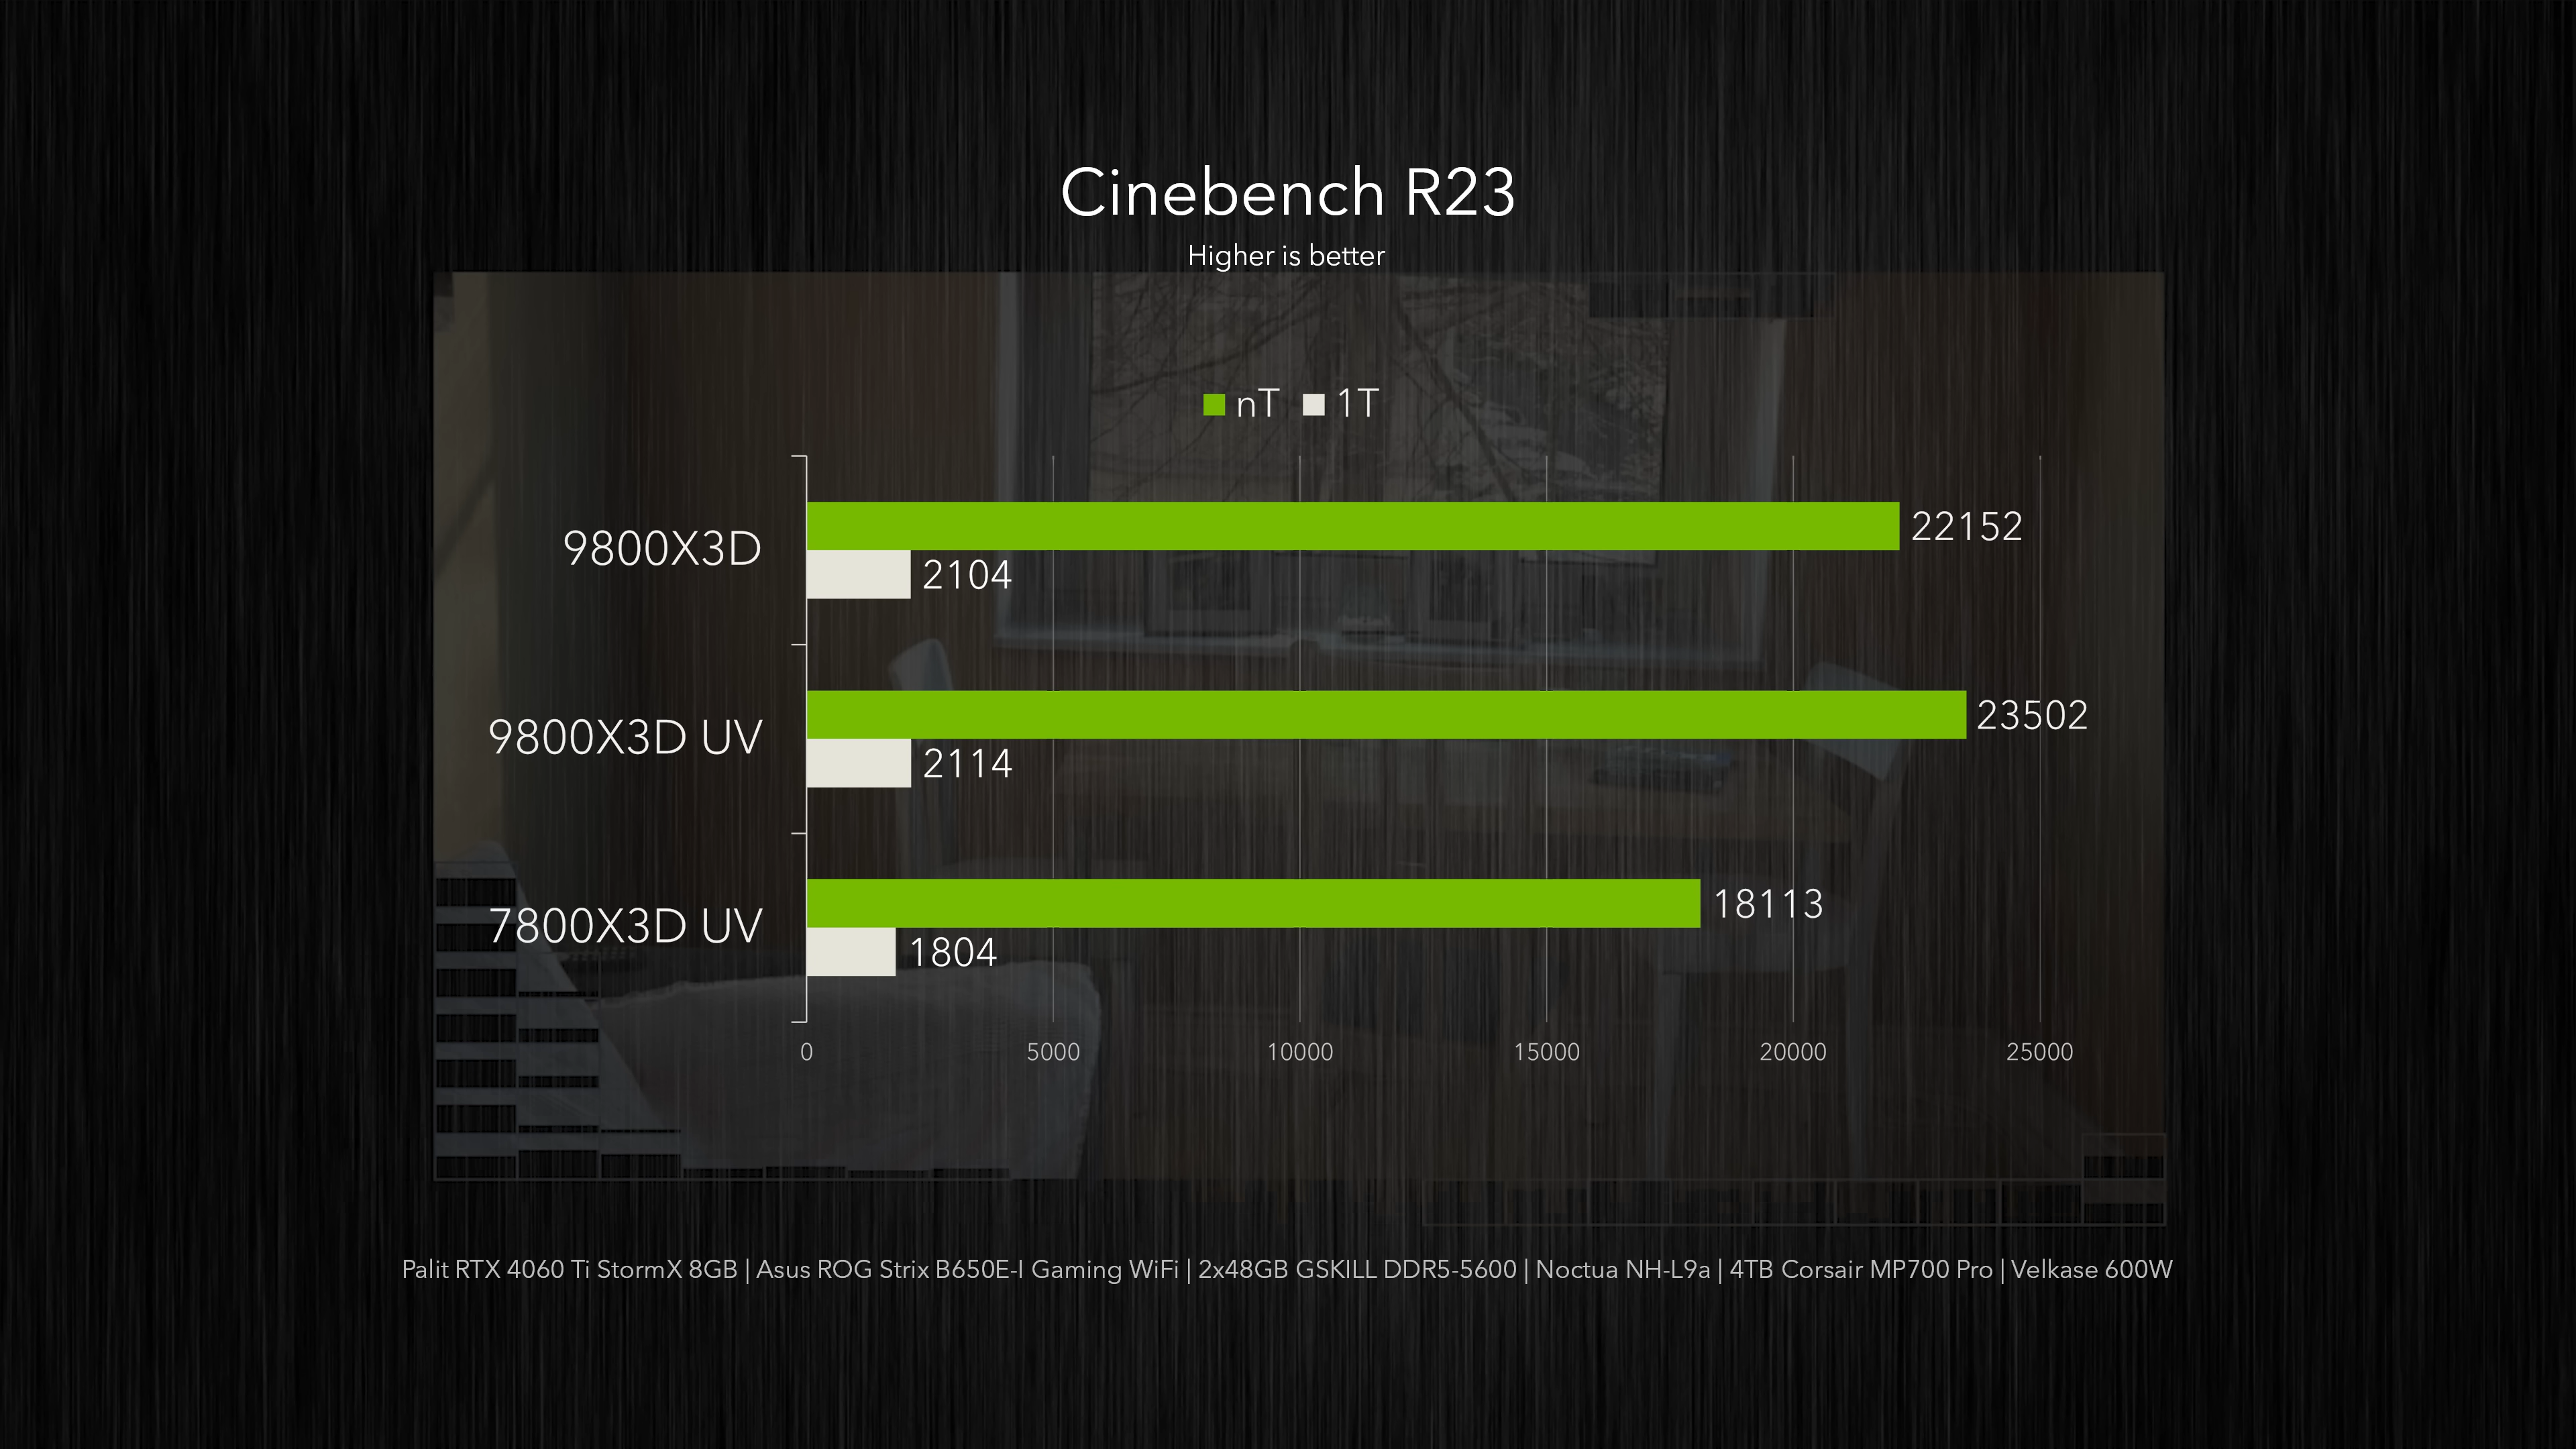 Cinebench R23
Higher is better
nT 1T
9800X3D
22152
2104
9800X3D UV
23502
2114
7800X3D UV
18113
1804
0 5000 10000 15000 20000 25000
Palit RTX 4060 Ti StormX 8GB | Asus ROG Strix B650E-I Gaming WiFi | 2x48GB GSKILL DDR5-5600 | Noctua NH-L9a | 4TB Corsair MP700 Pro | Velkase 600W